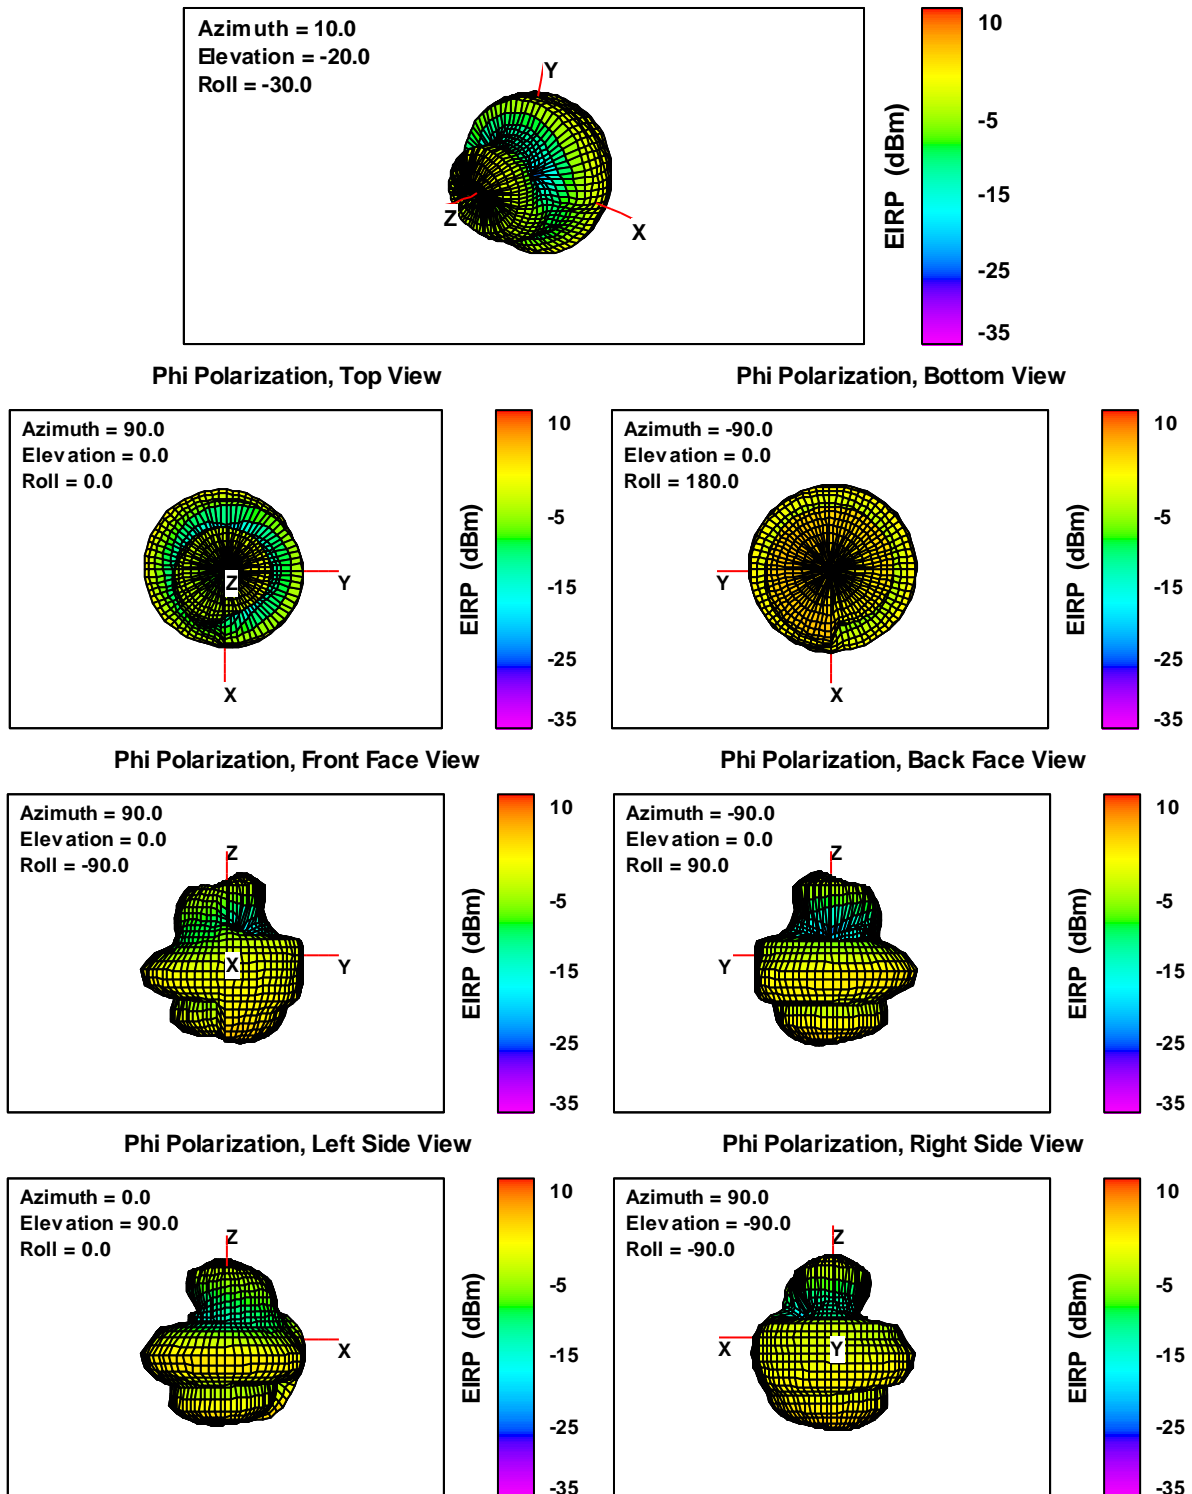 Azimuth = 10.0
Elevation = -20.0
Roll = -30.0
Y
Z
X
EIRP (dBm)
10
-5
-15
-25
-35
Phi Polarization, Top View
Azimuth = 90.0
Elevation = 0.0
Roll = 0.0
Z
Y
X
EIRP (dBm)
10
-5
-15
-25
-35
Phi Polarization, Bottom View
Azimuth = -90.0
Elevation = 0.0
Roll = 180.0
Y
X
EIRP (dBm)
10
-5
-15
-25
-35
Phi Polarization, Front Face View
Azimuth = 90.0
Elevation = 0.0
Roll = -90.0
Z
X
Y
EIRP (dBm)
10
-5
-15
-25
-35
Phi Polarization, Back Face View
Azimuth = -90.0
Elevation = 0.0
Roll = 90.0
Z
Y
EIRP (dBm)
10
-5
-15
-25
-35
Phi Polarization, Left Side View
Azimuth = 0.0
Elevation = 90.0
Roll = 0.0
Z
X
EIRP (dBm)
10
-5
-15
-25
-35
Phi Polarization, Right Side View
Azimuth = 90.0
Elevation = -90.0
Roll = -90.0
Z
X
Y
EIRP (dBm)
10
-5
-15
-25
-35